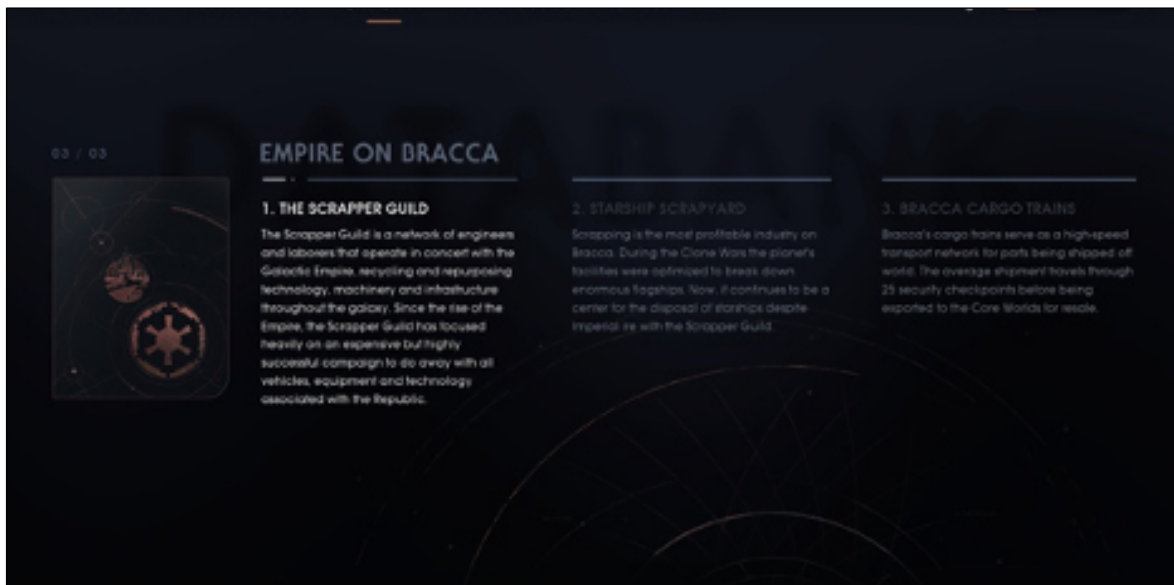 DATABANK
03 / 03
EMPIRE ON BRACCA
1. THE SCRAPPER GUILD
The Scrapper Guild is a network of engineers
and laborers that operate in concert with the
Galactic Empire, recycling and repurposing
technology, machinery and infrastructure
throughout the galaxy. Since the rise of the
Empire, the Scrapper Guild has focused
heavily on an expensive but highly
successful campaign to do away with all
vehicles, equipment and technology
associated with the Republic.
2. STARSHIP SCRAPYARD
Scrapping is the most profitable industry on
Bracca. During the Clone Wars the planet's
facilities were optimized to break down
enormous flagships. Now, it continues to be a
center for the disposal of starships despite
Imperial ire with the Scrapper Guild.
3. BRACCA CARGO TRAINS
Bracca's cargo trains serve as a high-speed
transport network for parts being shipped off
world. The average shipment travels through
25 security checkpoints before being
exported to the Core Worlds for resale.